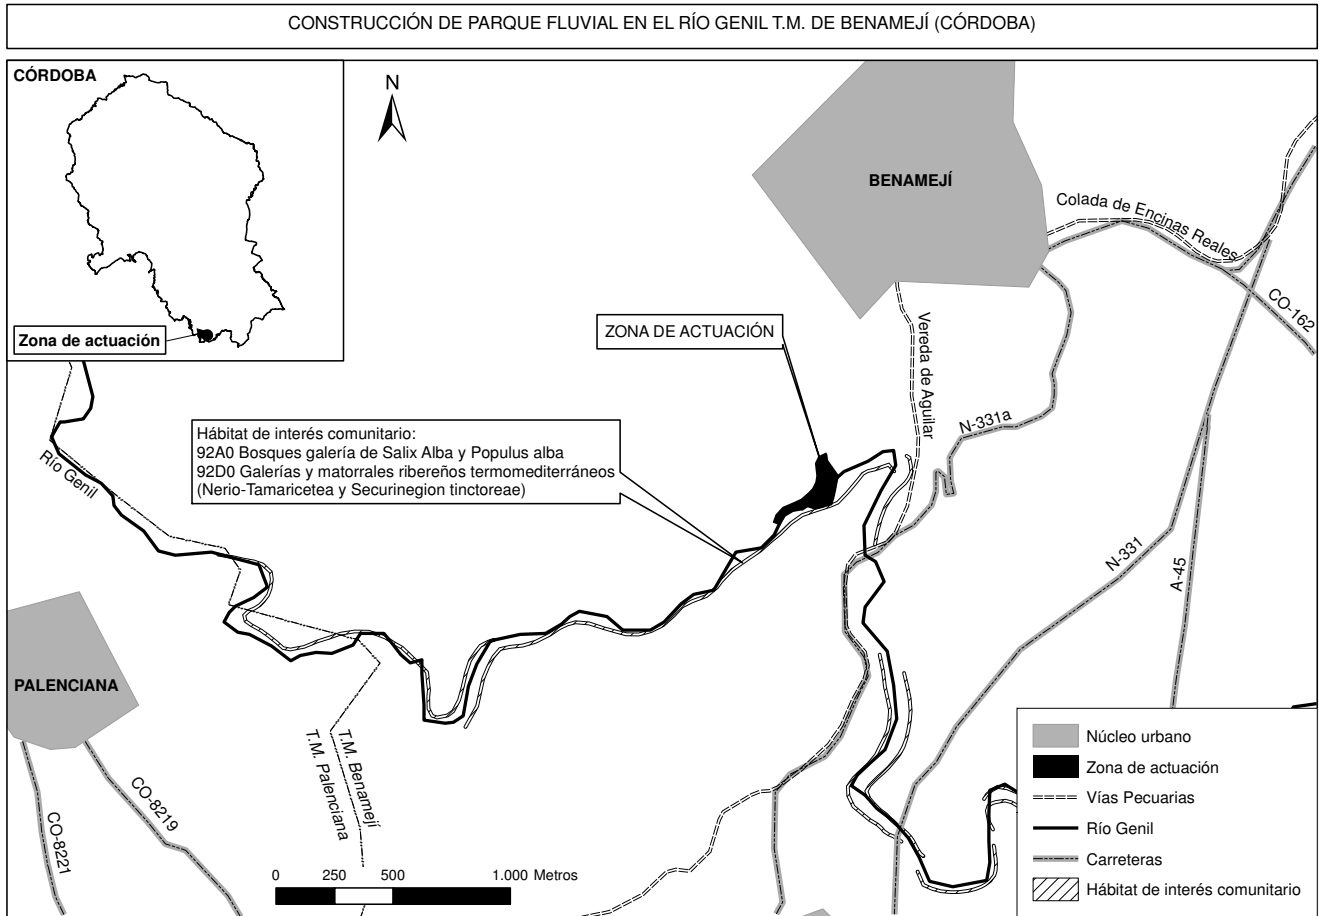 CONSTRUCCIÓN DE PARQUE FLUVIAL EN EL RÍO GENIL T.M. DE BENAMEJÍ (CÓRDOBA)
CÓRDOBA
Zona de actuación
N
BENAMEJÍ
Colada de Encinas Reales
CO-162
ZONA DE ACTUACIÓN
Vereda de Aguilar
N-331a
Hábitat de interés comunitario:
92A0 Bosques galería de Salix Alba y Populus alba
92D0 Galerías y matorrales ribereños termomediterráneos
(Nerio-Tamaricetea y Securinegion tinctoreae)
Río Genil
N-331
A-45
PALENCIANA
T.M. Benamejí
T.M. Palenciana
CO-8219
CO-8221
0 250 500 1.000 Metros
Núcleo urbano
Zona de actuación
Vías Pecuarias
Río Genil
Carreteras
Hábitat de interés comunitario